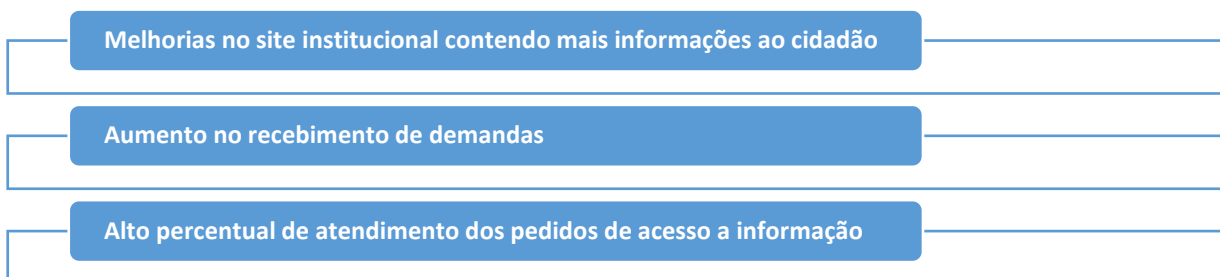 Melhorias no site institucional contendo mais informações ao cidadão
Aumento no recebimento de demandas
Alto percentual de atendimento dos pedidos de acesso a informação